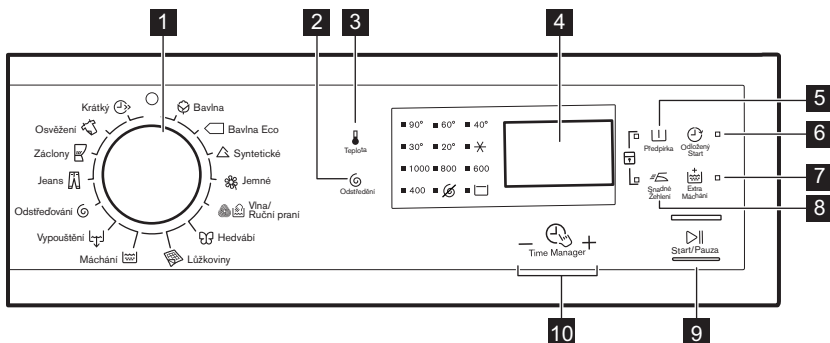 1
2
3
4
5
6
7
8
9
10
Krátký
Osvěžení
Záclony
Jeans
Odstřeďování
Vypouštění
Máchání
Bavlna
Bavlna Eco
Syntetické
Jemné
Vlna/
Ruční praní
Hedvábí
Lůžkoviny
Teplota
Odstředění
90° 60° 40°
30° 20°
1000 800 600
400
Předpírka
Odložený
Start
Snadné
Žehlení
Extra
Máchání
Time Manager
Start/Pauza